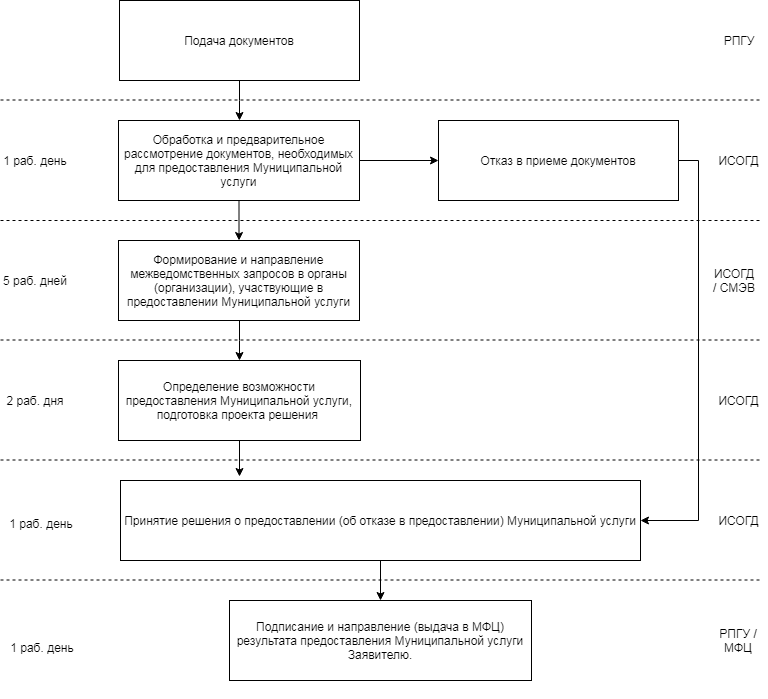 Подача документов
РПГУ
1 раб. день
Обработка и предварительное
рассмотрение документов, необходимых
для предоставления Муниципальной
услуги
Отказ в приеме документов
ИСОГД
5 раб. дней
Формирование и направление
межведомственных запросов в органы
(организации), участвующие в
предоставлении Муниципальной услуги
ИСОГД
/ СМЭВ
2 раб. дня
Определение возможности
предоставления Муниципальной услуги,
подготовка проекта решения
ИСОГД
1 раб. день
Принятие решения о предоставлении (об отказе в предоставлении) Муниципальной услуги
ИСОГД
1 раб. день
Подписание и направление (выдача в МФЦ)
результата предоставления Муниципальной услуги
Заявителю.
РПГУ /
МФЦ